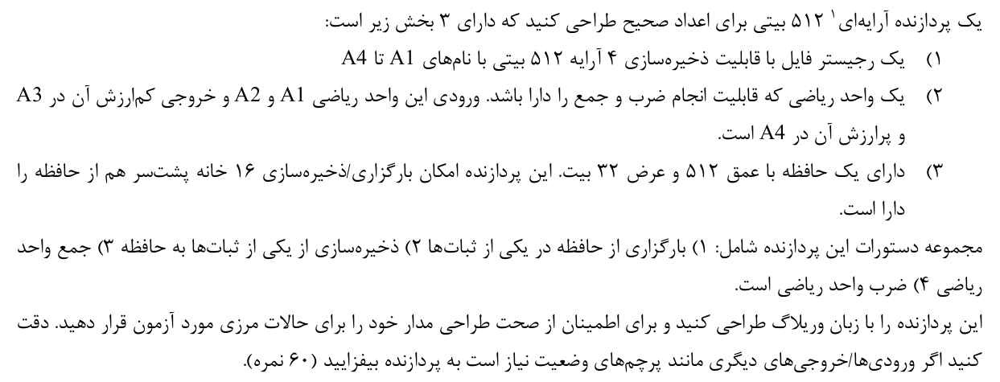 یک پردازنده آرایه‌ای۱ ۵۱۲ بیتی برای اعداد صحیح طراحی کنید که دارای ۳ بخش زیر است:
۱) یک رجیستر فایل با قابلیت ذخیره‌سازی ۴ آرایه ۵۱۲ بیتی با نام‌های A1 تا A4
۲) یک واحد ریاضی که قابلیت انجام ضرب و جمع را دارا باشد. ورودی این واحد ریاضی A1 و A2 و خروجی کم‌ارزش آن در A3
و پرارزش آن در A4 است.
۳) دارای یک حافظه با عمق ۵۱۲ و عرض ۳۲ بیت. این پردازنده امکان بارگزاری/ذخیره‌سازی ۱۶ خانه پشت‌سر هم از حافظه را
دارا است.
مجموعه دستورات این پردازنده شامل: ۱) بارگزاری از حافظه در یکی از ثبات‌ها ۲) ذخیره‌سازی از یکی از ثبات‌ها به حافظه ۳) جمع واحد
ریاضی ۴) ضرب واحد ریاضی است.
این پردازنده را با زبان وریلاگ طراحی کنید و برای اطمینان از صحت طراحی مدار خود را برای حالات مرزی مورد آزمون قرار دهید. دقت
کنید اگر ورودی‌ها/خروجی‌های دیگری مانند پرچم‌های وضعیت نیاز است به پردازنده بیفزایید (۶۰ نمره).